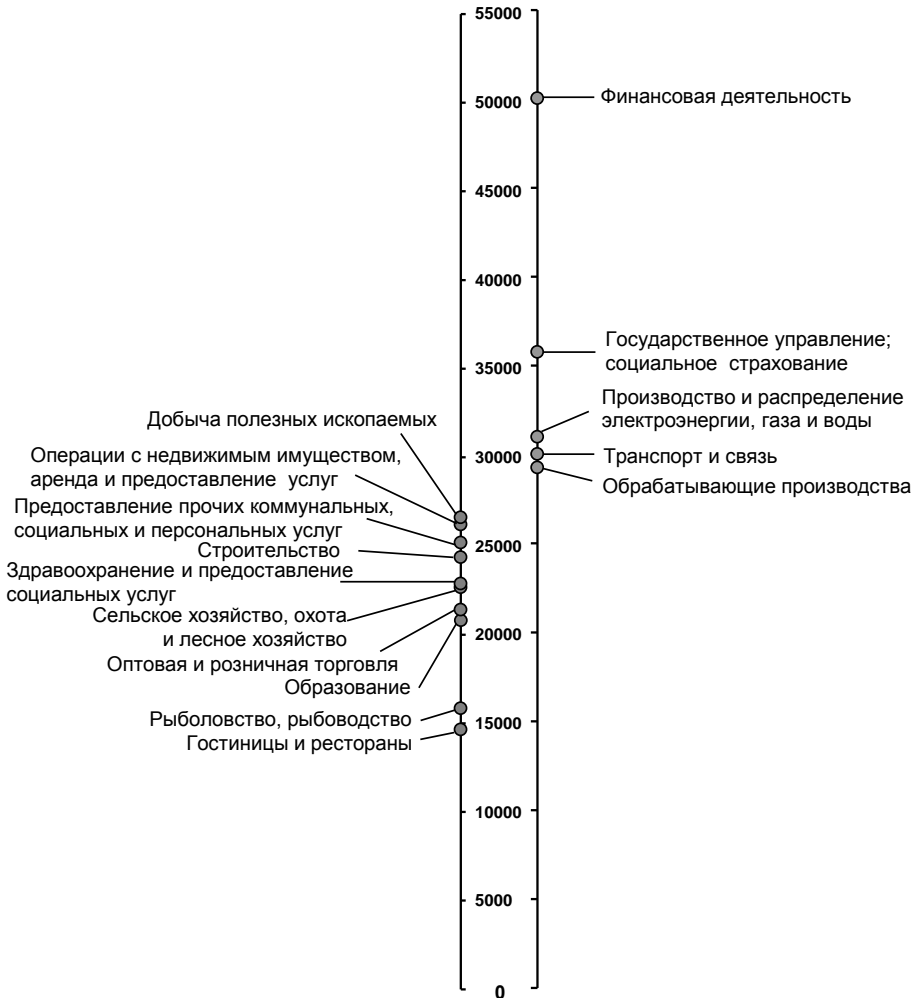 55000
50000
Финансовая деятельность
45000
40000
Государственное управление;
социальное страхование
35000
Производство и распределение
электроэнергии, газа и воды
Добыча полезных ископаемых
30000
Транспорт и связь
Операции с недвижимым имуществом,
аренда и предоставление услуг
Обрабатывающие производства
Предоставление прочих коммунальных,
социальных и персональных услуг
25000
Строительство
Здравоохранение и предоставление
социальных услуг
Сельское хозяйство, охота
и лесное хозяйство
20000
Оптовая и розничная торговля
Образование
Рыболовство, рыбоводство
15000
Гостиницы и рестораны
10000
5000
0